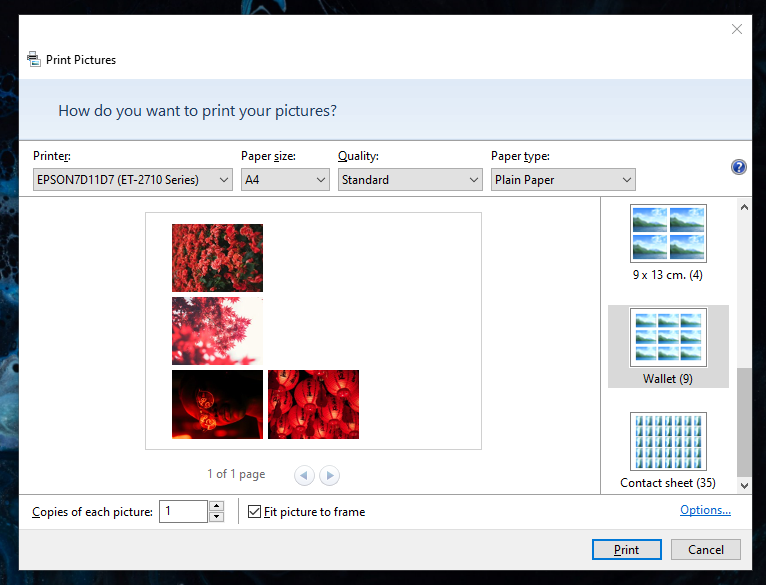 Print Pictures
How do you want to print your pictures?
Printer:
Paper size:
Quality:
Paper type:
EPSON7D11D7 (ET-2710 Series)
A4
Standard
Plain Paper
9 x 13 cm. (4)
Wallet (9)
Contact sheet (35)
1 of 1 page
Copies of each picture:
1
Fit picture to frame
Options...
Print
Cancel